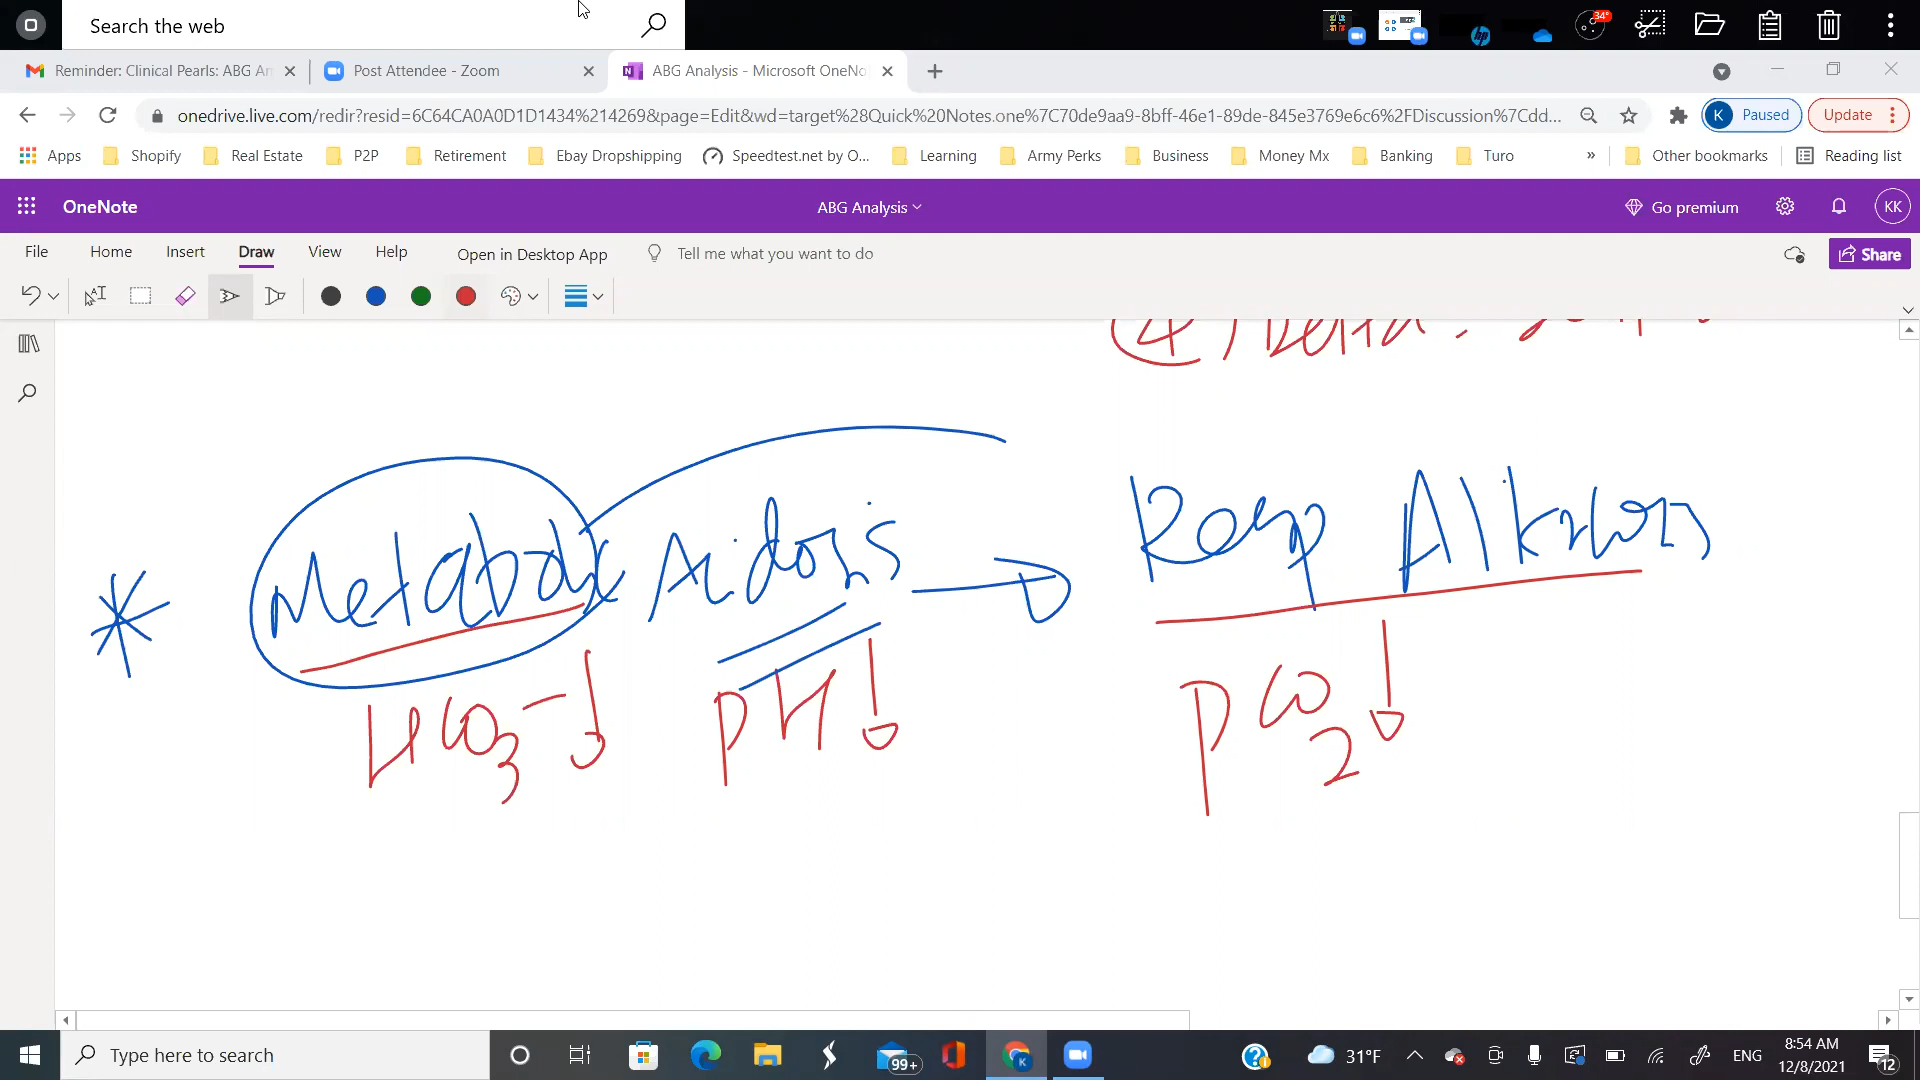 Search the web
34°
Reminder: Clinical Pearls: ABG An
Post Attendee - Zoom
ABG Analysis - Microsoft OneNo
onedrive.live.com/redir?resid=6C64CA0A0D1D1434%214269&page=Edit&wd=target%28Quick%20Notes.one%7C70de9aa9-8bff-46e1-89de-845e3769e6c6%2FDiscussion%7Cdd...
K Paused
Update
Apps Shopify Real Estate P2P Retirement Ebay Dropshipping Speedtest.net by O... Learning Army Perks Business Money Mx Banking Turo » Other bookmarks Reading list
OneNote
ABG Analysis
Go premium
KK
File Home Insert Draw View Help Open in Desktop App Tell me what you want to do
Share
④ Delta
* Metabolic Acidosis → Resp Alkalosis
HCO3- ↓ pH ↓ pCO2 ↓
Type here to search
99+
31°F
ENG
8:54 AM
12/8/2021
12